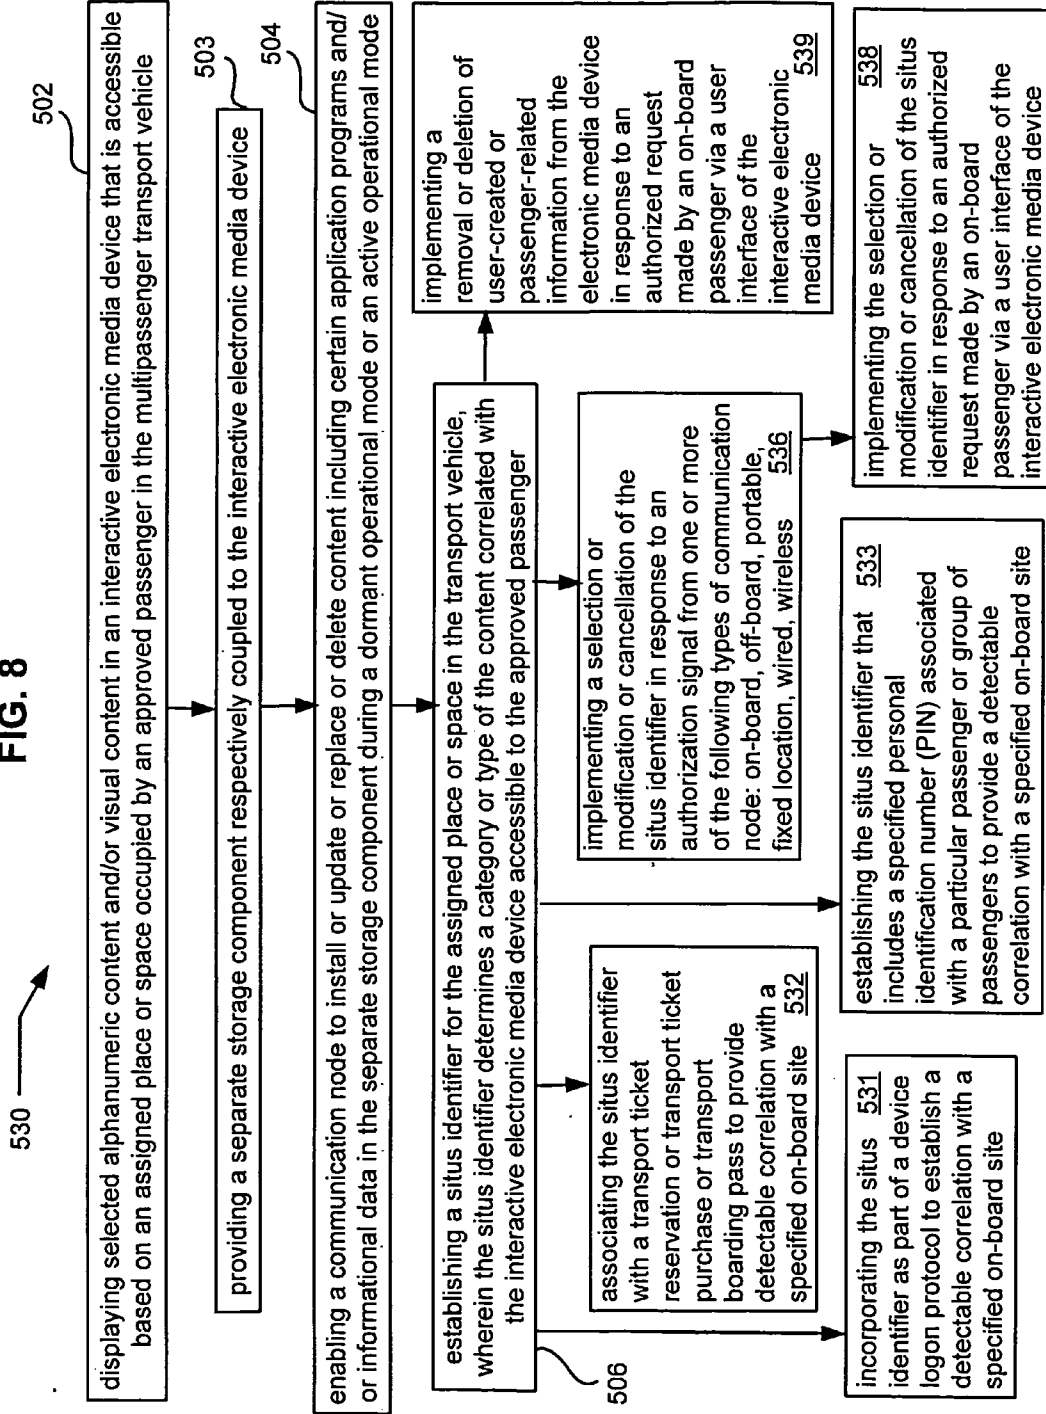 FIG. 8
530
502
displaying selected alphanumeric content and/or visual content in an interactive electronic media device that is accessible
based on an assigned place or space occupied by an approved passenger in the multipassenger transport vehicle
503
providing a separate storage component respectively coupled to the interactive electronic media device
504
enabling a communication node to install or update or replace or delete content including certain application programs and/
or informational data in the separate storage component during a dormant operational mode or an active operational mode
establishing a situs identifier for the assigned place or space in the transport vehicle,
wherein the situs identifier determines a category or type of the content correlated with
the interactive electronic media device accessible to the approved passenger
506
implementing a
removal or deletion of
user-created or
passenger-related
information from the
electronic media device
in response to an
authorized request
made by an on-board
passenger via a user
interface of the
interactive electronic
media device 539
associating the situs identifier
with a transport ticket
reservation or transport ticket
purchase or transport
boarding pass to provide
detectable correlation with a
specified on-board site 532
implementing a selection or
modification or cancellation of the
situs identifier in response to an
authorization signal from one or more
of the following types of communication
node: on-board, off-board, portable,
fixed location, wired, wireless 536
incorporating the situs 531
identifier as part of a device
logon protocol to establish a
detectable correlation with a
specified on-board site
establishing the situs identifier that 533
includes a specified personal
identification number (PIN) associated
with a particular passenger or group of
passengers to provide a detectable
correlation with a specified on-board site
implementing the selection or 538
modification or cancellation of the situs
identifier in response to an authorized
request made by an on-board
passenger via a user interface of the
interactive electronic media device